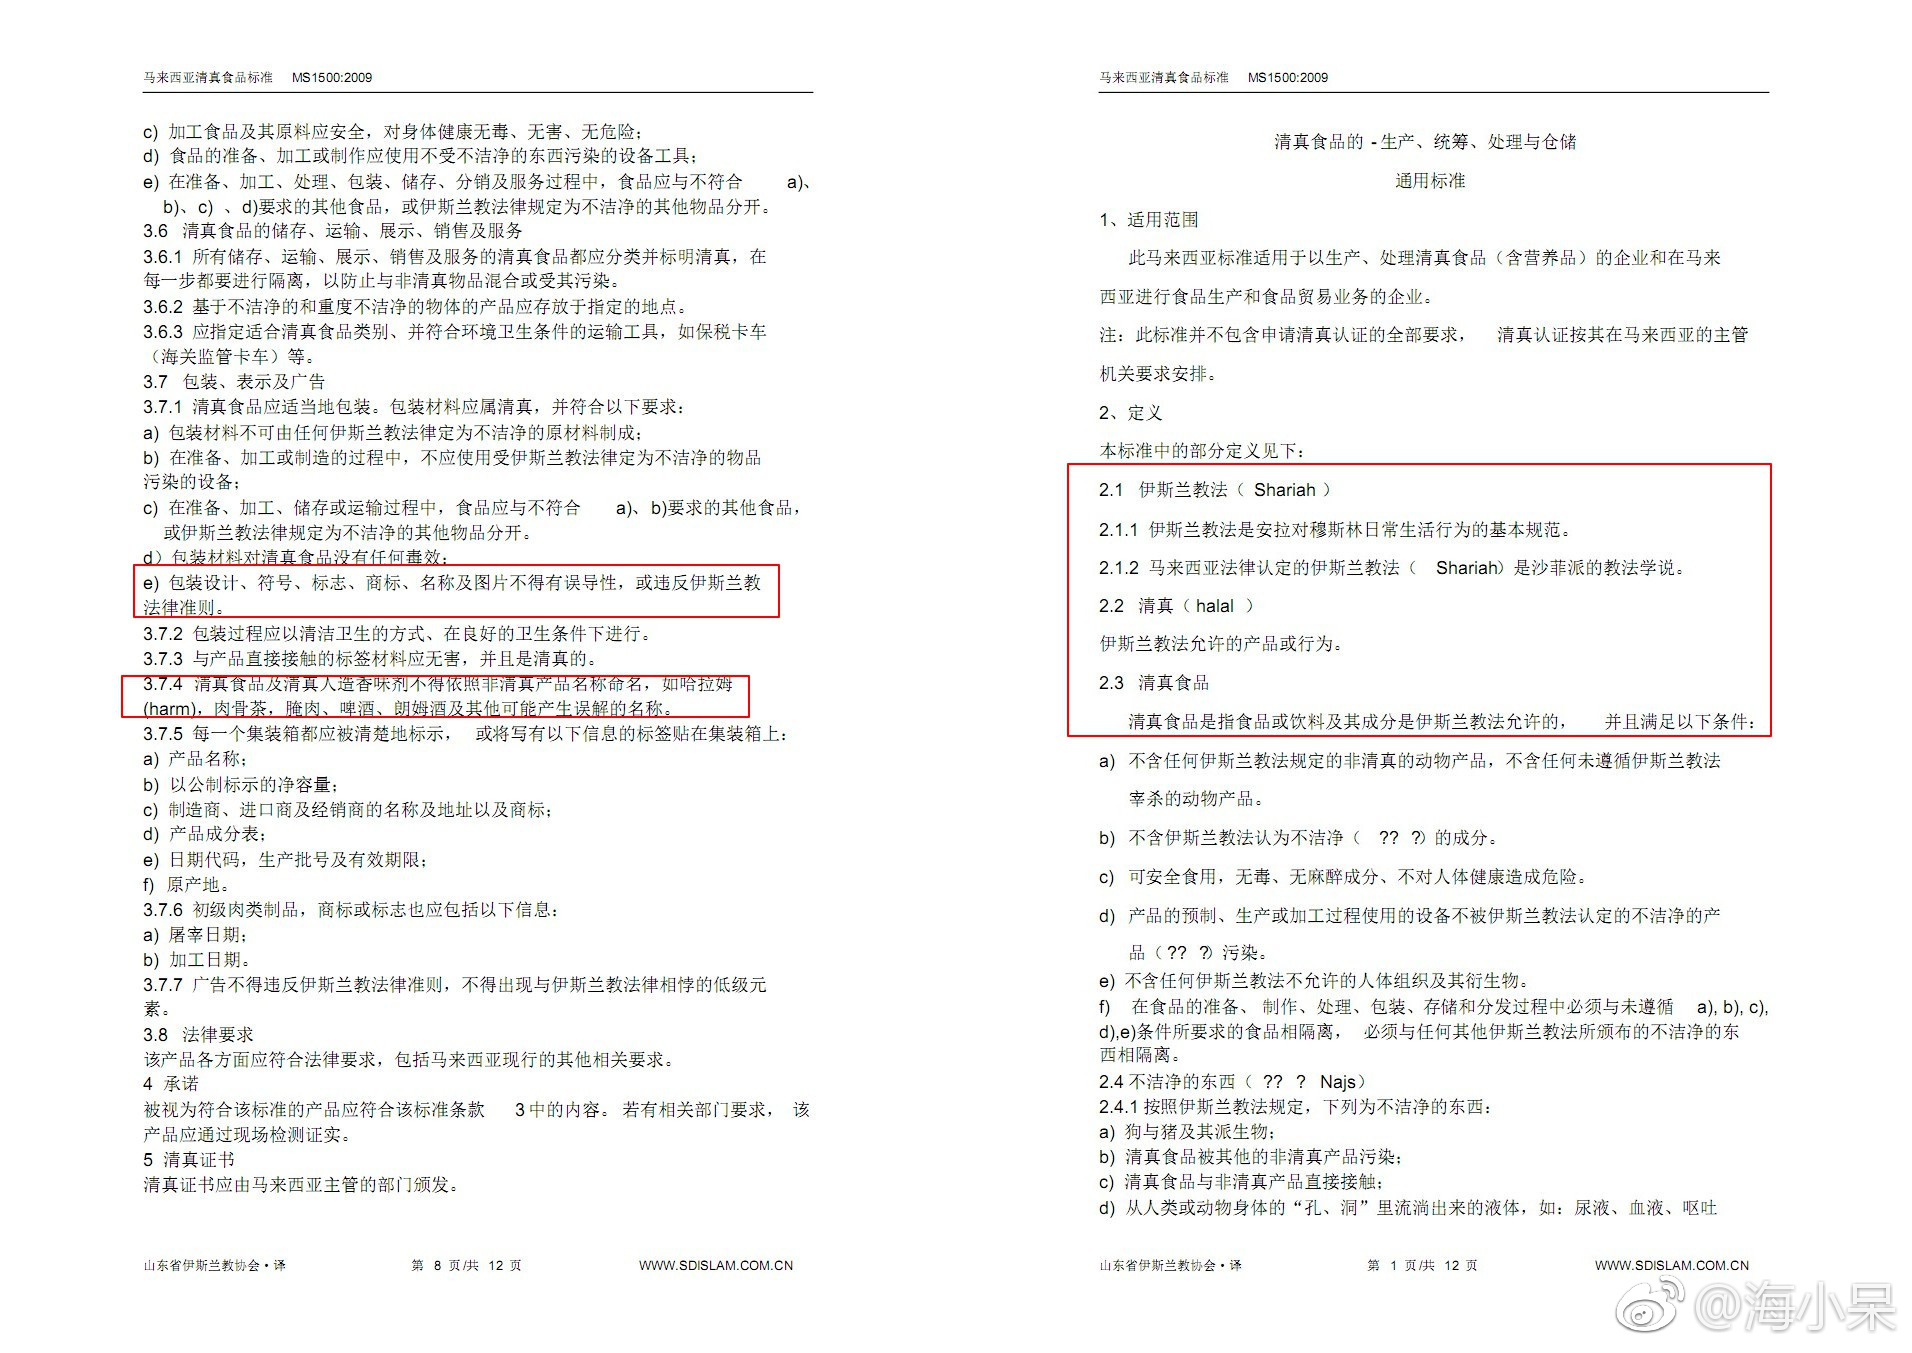 马来西亚清真食品标准 MS1500:2009
c) 加工食品及其原料应安全，对身体健康无毒、无害、无危险；
d) 食品的准备、加工或制作应使用不受不洁净的东西污染的设备工具；
e) 在准备、加工、处理、包装、储存、分销及服务过程中，食品应与不符合 a)、
b)、c) 、d)要求的其他食品，或伊斯兰教法律规定为不洁净的其他物品分开。
3.6 清真食品的储存、运输、展示、销售及服务
3.6.1 所有储存、运输、展示、销售及服务的清真食品都应分类并标明清真，在
每一步都要进行隔离，以防止与非清真物品混合或受其污染。
3.6.2 基于不洁净的和重度不洁净的物体的产品应存放于指定的地点。
3.6.3 应指定适合清真食品类别、并符合环境卫生条件的运输工具，如保税卡车
（海关监管卡车）等。
3.7 包装、表示及广告
3.7.1 清真食品应适当地包装。包装材料应属清真，并符合以下要求：
a) 包装材料不可由任何伊斯兰教法律定为不洁净的原材料制成；
b) 在准备、加工或制造的过程中，不应使用受伊斯兰教法律定为不洁净的物品
污染的设备；
c) 在准备、加工、储存或运输过程中，食品应与不符合 a)、b)要求的其他食品，
或伊斯兰教法律规定为不洁净的其他物品分开。
d）包装材料对清真食品没有任何毒效；
e) 包装设计、符号、标志、商标、名称及图片不得有误导性，或违反伊斯兰教
法律准则。
3.7.2 包装过程应以清洁卫生的方式、在良好的卫生条件下进行。
3.7.3 与产品直接接触的标签材料应无害，并且是清真的。
3.7.4 清真食品及清真人造香味剂不得依照非清真产品名称命名，如哈拉姆
(harm)，肉骨茶，腌肉、啤酒、朗姆酒及其他可能产生误解的名称。
3.7.5 每一个集装箱都应被清楚地标示， 或将写有以下信息的标签贴在集装箱上：
a) 产品名称；
b) 以公制标示的净容量；
c) 制造商、进口商及经销商的名称及地址以及商标；
d) 产品成分表；
e) 日期代码，生产批号及有效期限；
f) 原产地。
3.7.6 初级肉类制品，商标或标志也应包括以下信息：
a) 屠宰日期；
b) 加工日期。
3.7.7 广告不得违反伊斯兰教法律准则，不得出现与伊斯兰教法律相悖的低级元
素。
3.8 法律要求
该产品各方面应符合法律要求，包括马来西亚现行的其他相关要求。
4 承诺
被视为符合该标准的产品应符合该标准条款 3中的内容。 若有相关部门要求， 该
产品应通过现场检测证实。
5 清真证书
清真证书应由马来西亚主管的部门颁发。
山东省伊斯兰教协会·译 第 8 页/共 12 页 WWW.SDISLAM.COM.CN
马来西亚清真食品标准 MS1500:2009
清真食品的 - 生产、统筹、处理与仓储
通用标准
1、适用范围
此马来西亚标准适用于以生产、处理清真食品（含营养品）的企业和在马来
西亚进行食品生产和食品贸易业务的企业。
注：此标准并不包含申请清真认证的全部要求， 清真认证按其在马来西亚的主管
机关要求安排。
2、定义
本标准中的部分定义见下：
2.1 伊斯兰教法（ Shariah ）
2.1.1 伊斯兰教法是安拉对穆斯林日常生活行为的基本规范。
2.1.2 马来西亚法律认定的伊斯兰教法（ Shariah）是沙菲派的教法学说。
2.2 清真（ halal ）
伊斯兰教法允许的产品或行为。
2.3 清真食品
清真食品是指食品或饮料及其成分是伊斯兰教法允许的， 并且满足以下条件：
a) 不含任何伊斯兰教法规定的非清真的动物产品，不含任何未遵循伊斯兰教法
宰杀的动物产品。
b) 不含伊斯兰教法认为不洁净（ ?? ?）的成分。
c) 可安全食用，无毒、无麻醉成分、不对人体健康造成危险。
d) 产品的预制、生产或加工过程使用的设备不被伊斯兰教法认定的不洁净的产
品（ ?? ?）污染。
e) 不含任何伊斯兰教法不允许的人体组织及其衍生物。
f) 在食品的准备、 制作、处理、包装、存储和分发过程中必须与未遵循 a), b), c),
d),e)条件所要求的食品相隔离， 必须与任何其他伊斯兰教法所颁布的不洁净的东
西相隔离。
2.4 不洁净的东西（ ?? ? Najs）
2.4.1 按照伊斯兰教法规定，下列为不洁净的东西：
a) 狗与猪及其派生物；
b) 清真食品被其他的非清真产品污染；
c) 清真食品与非清真产品直接接触；
d) 从人类或动物身体的“孔、洞”里流淌出来的液体，如：尿液、血液、呕吐
山东省伊斯兰教协会·译 第 1 页/共 12 页 WWW.SDISLAM.COM.CN
@海小呆